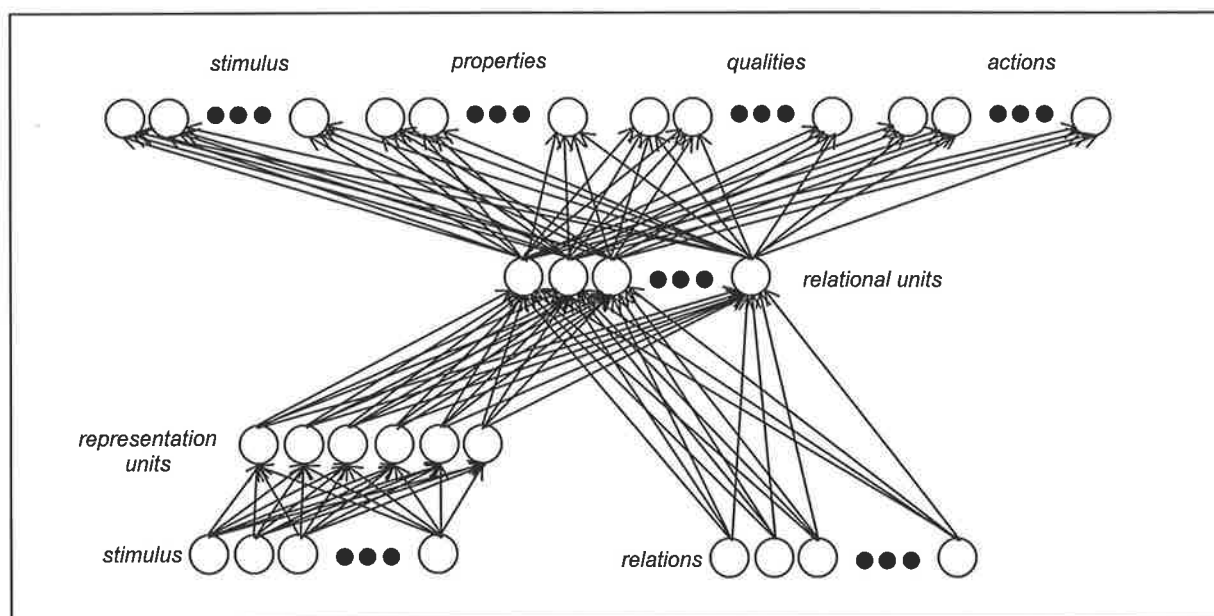 stimulus properties qualities actions
relational units
representation
units
stimulus relations